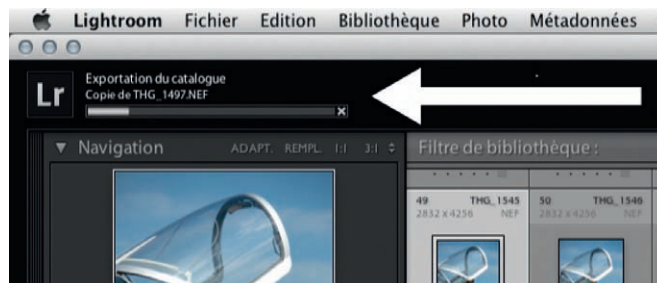 Lightroom Fichier Edition Bibliothèque Photo Métadonnées
Lr
Exportation du catalogue
Copie de THG_1497.NEF
Navigation ADAPT. REMPL. 1:1 3:1
Filtre de bibliothèque :
49 THG_1545
2832 x 4256 NEF
50 THG_1546
2832 x 4256 NEF